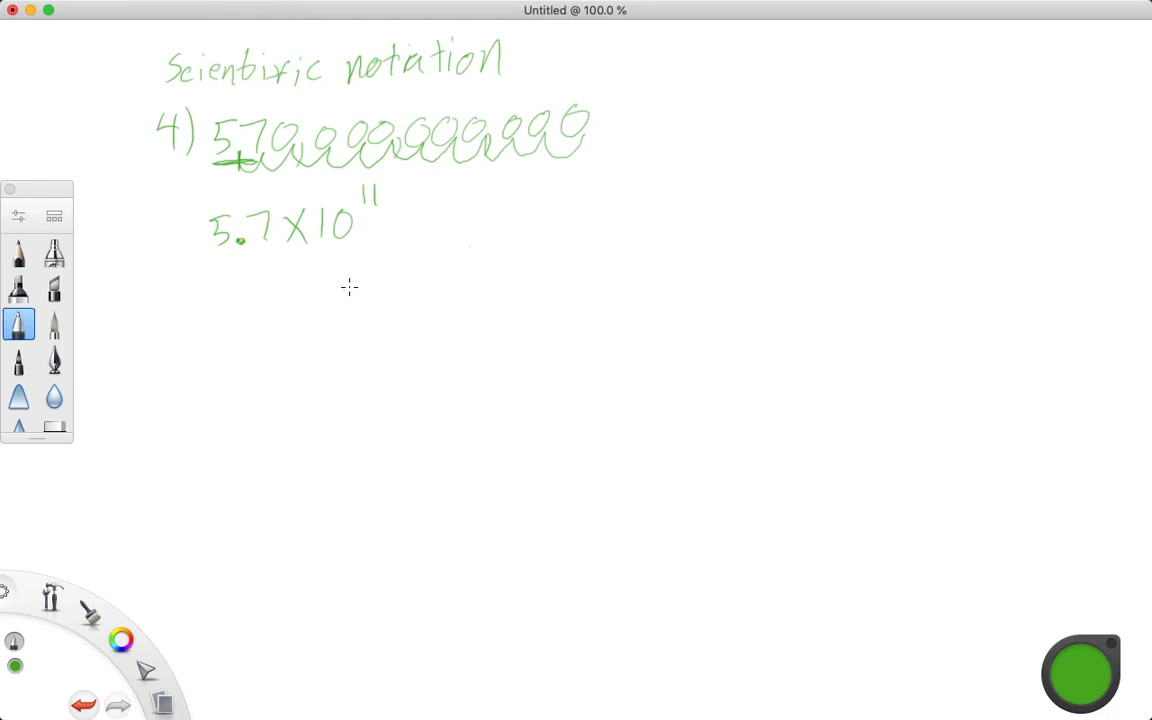 Untitled @ 100.0 %
Scientific notation
4) 570,000,000,000
5.7 X 10^11